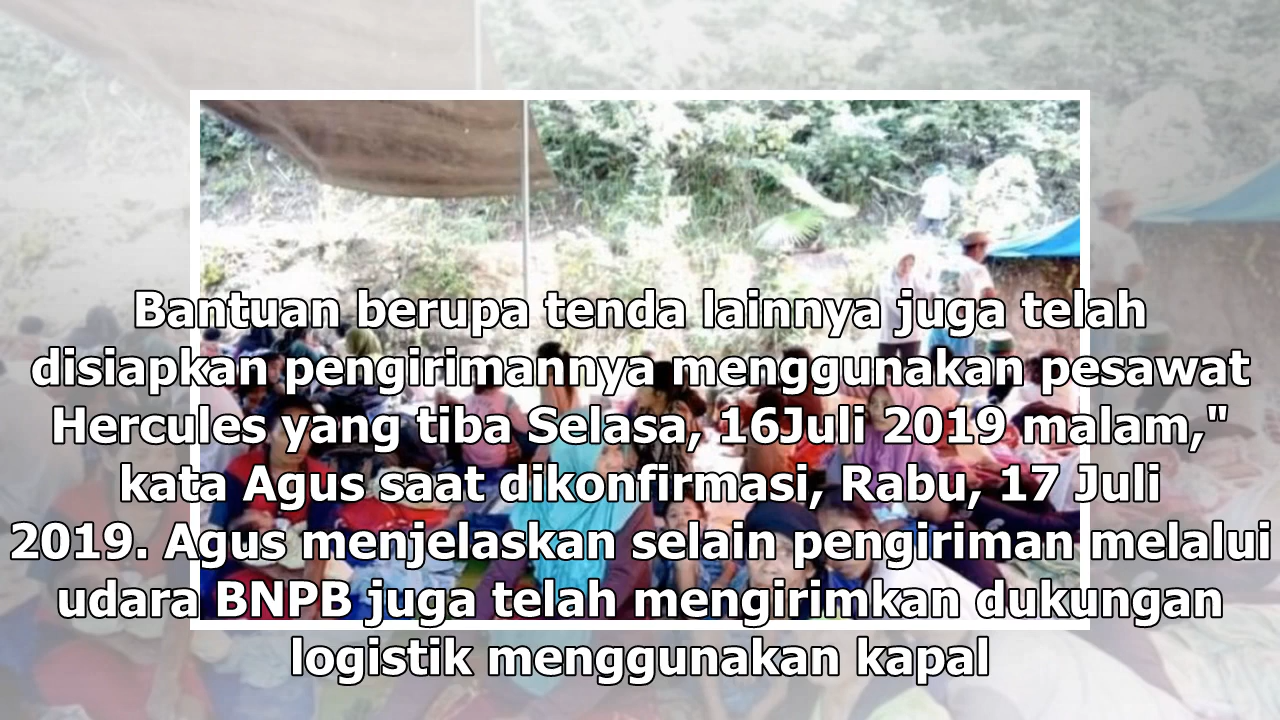 Bantuan berupa tenda lainnya juga telah
disiapkan pengirimannya menggunakan pesawat
Hercules yang tiba Selasa, 16Juli 2019 malam,"
kata Agus saat dikonfirmasi, Rabu, 17 Juli
2019. Agus menjelaskan selain pengiriman melalui
udara BNPB juga telah mengirimkan dukungan
logistik menggunakan kapal